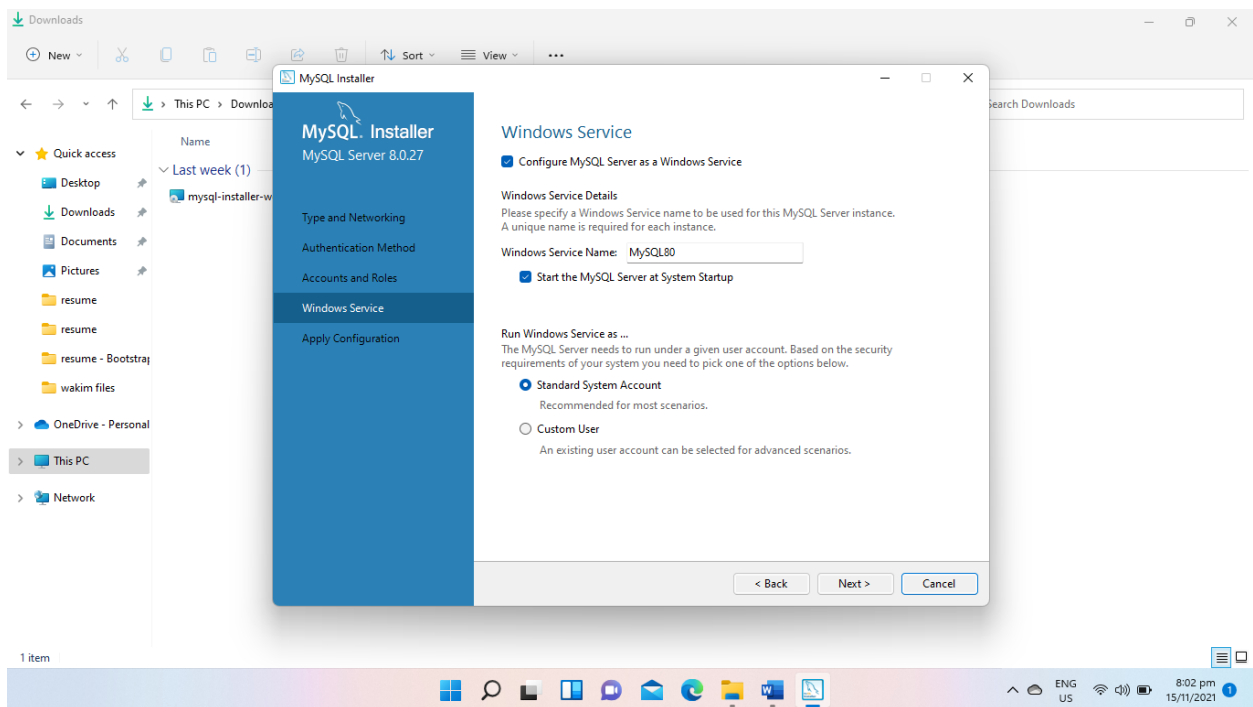 Downloads
New
Sort
View
This PC > Downloa
Search Downloads
Quick access
Desktop
Downloads
Documents
Pictures
resume
resume
resume - Bootstrap
wakim files
OneDrive - Personal
This PC
Network
Name
Last week (1)
mysql-installer-w
1 item
MySQL Installer
MySQL. Installer
MySQL Server 8.0.27
Type and Networking
Authentication Method
Accounts and Roles
Windows Service
Apply Configuration
Windows Service
Configure MySQL Server as a Windows Service
Windows Service Details
Please specify a Windows Service name to be used for this MySQL Server instance.
A unique name is required for each instance.
Windows Service Name: MySQL80
Start the MySQL Server at System Startup
Run Windows Service as ...
The MySQL Server needs to run under a given user account. Based on the security
requirements of your system you need to pick one of the options below.
Standard System Account
Recommended for most scenarios.
Custom User
An existing user account can be selected for advanced scenarios.
< Back
Next >
Cancel
ENG
US
8:02 pm
15/11/2021
1